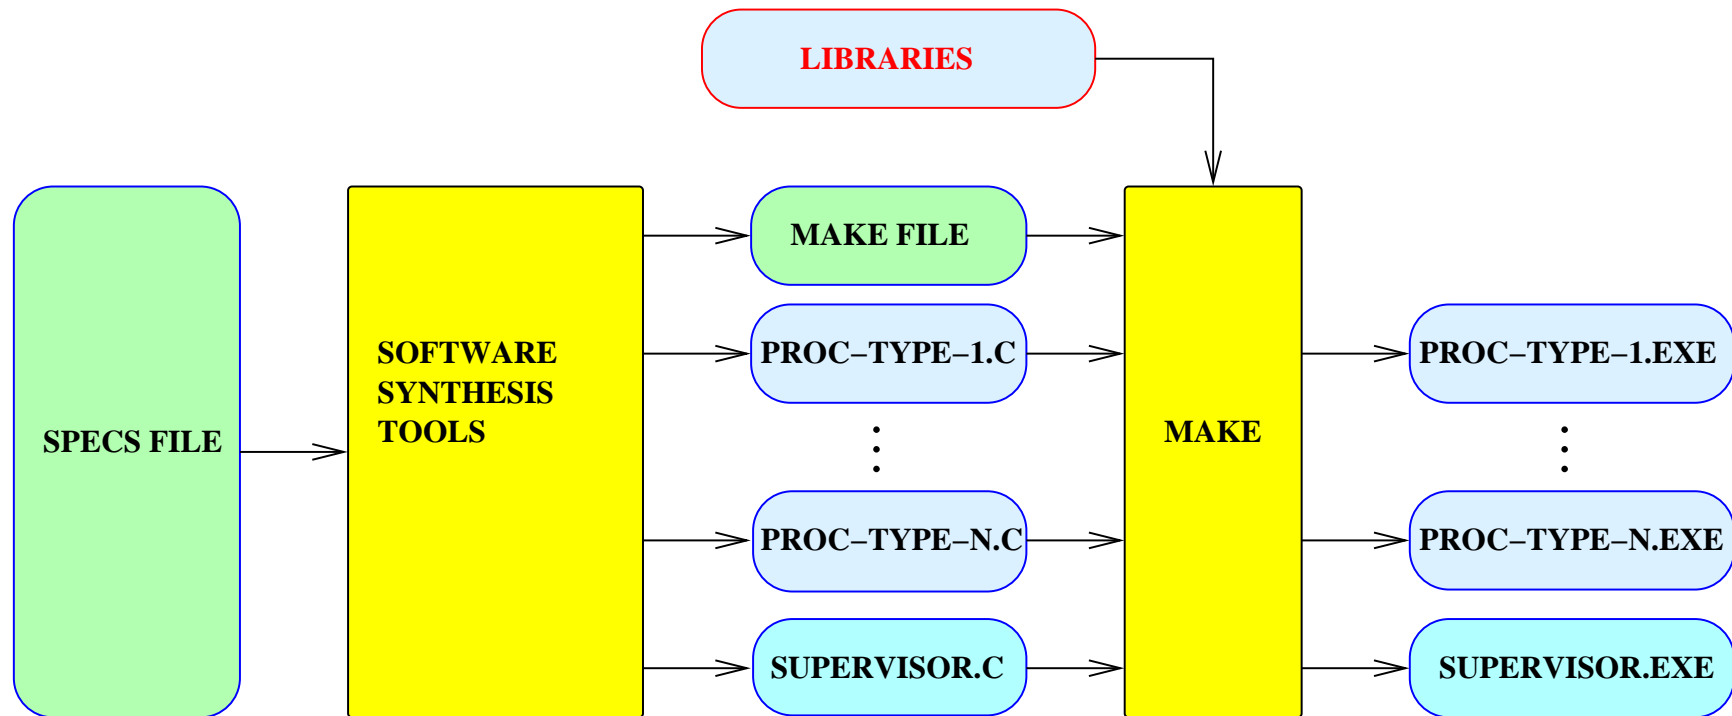 LIBRARIES
SPECS FILE
SOFTWARE
SYNTHESIS
TOOLS
MAKE FILE
PROC−TYPE−1.C
PROC−TYPE−N.C
SUPERVISOR.C
MAKE
PROC−TYPE−1.EXE
PROC−TYPE−N.EXE
SUPERVISOR.EXE